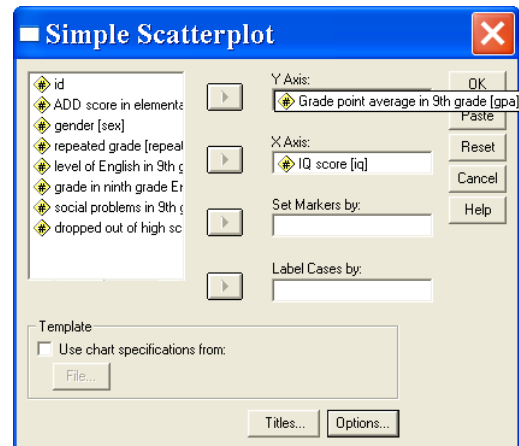 Simple Scatterplot
id
ADD score in elementa
gender [sex]
repeated grade [repeat
level of English in 9th g
grade in ninth grade Er
social problems in 9th g
dropped out of high sc
Y Axis:
Grade point average in 9th grade [gpa]
X Axis:
IQ score [iq]
Set Markers by:
Label Cases by:
OK
Paste
Reset
Cancel
Help
Template
Use chart specifications from:
File...
Titles...
Options...